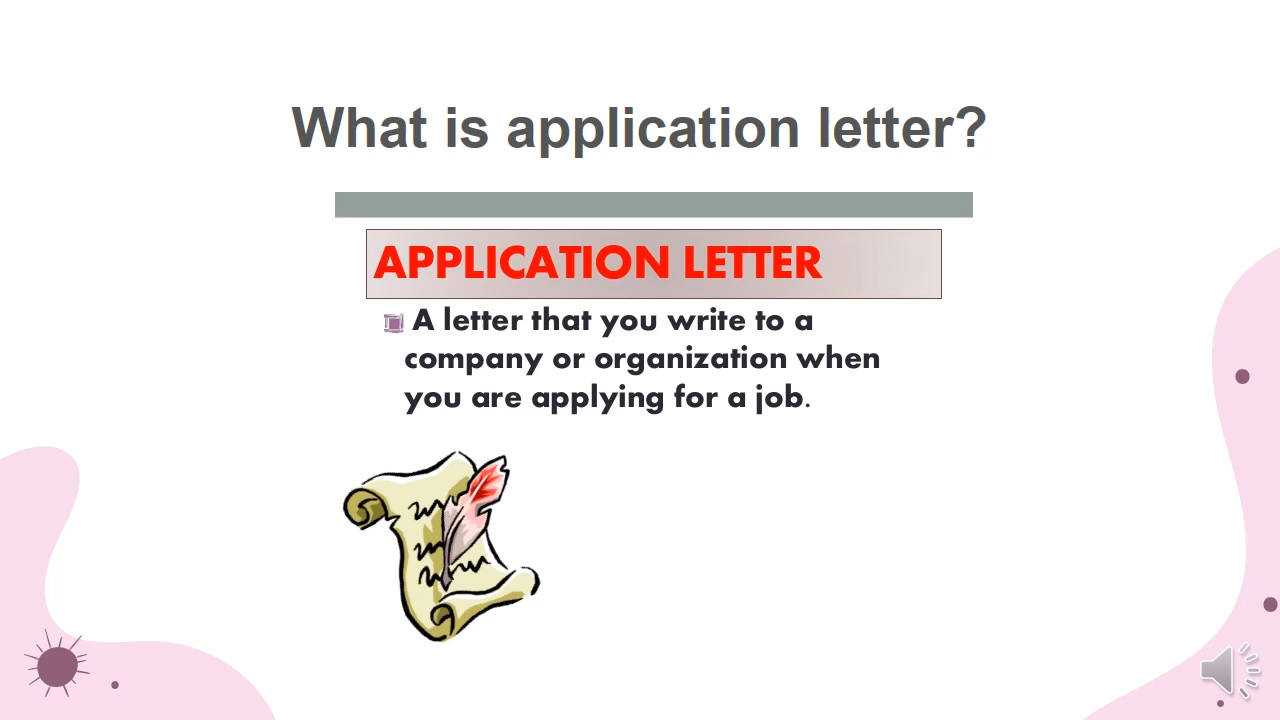 What is application letter?
APPLICATION LETTER
A letter that you write to a
company or organization when
you are applying for a job.